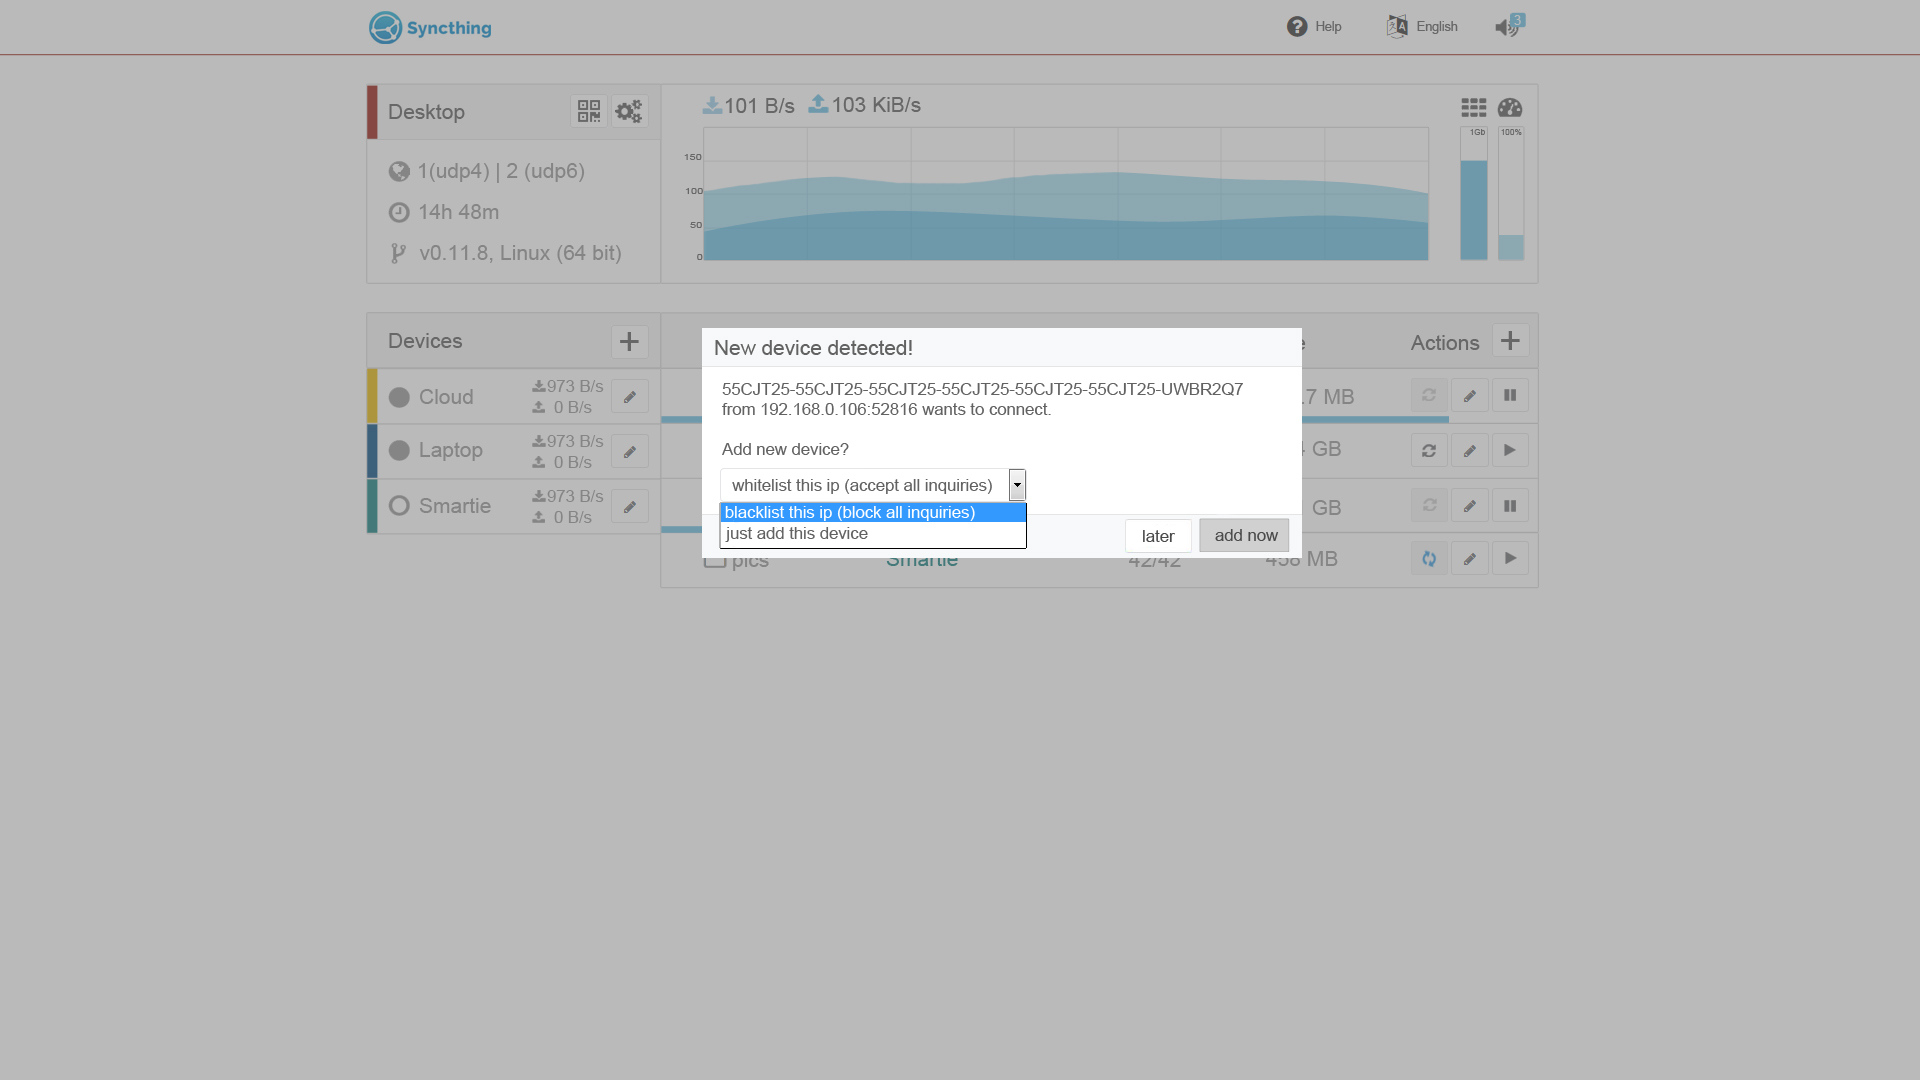 Syncthing
Help
English
3
Desktop
1(udp4) | 2 (udp6)
14h 48m
v0.11.8, Linux (64 bit)
101 B/s
103 KiB/s
150
100
50
0
1Gb
100%
Devices
Cloud
973 B/s
0 B/s
Laptop
973 B/s
0 B/s
Smartie
973 B/s
0 B/s
Actions
.7 MB
GB
GB
pics Smartie 42/42 458 MB
New device detected!
55CJT25-55CJT25-55CJT25-55CJT25-55CJT25-55CJT25-UWBR2Q7
from 192.168.0.106:52816 wants to connect.
Add new device?
whitelist this ip (accept all inquiries)
blacklist this ip (block all inquiries)
just add this device
later
add now